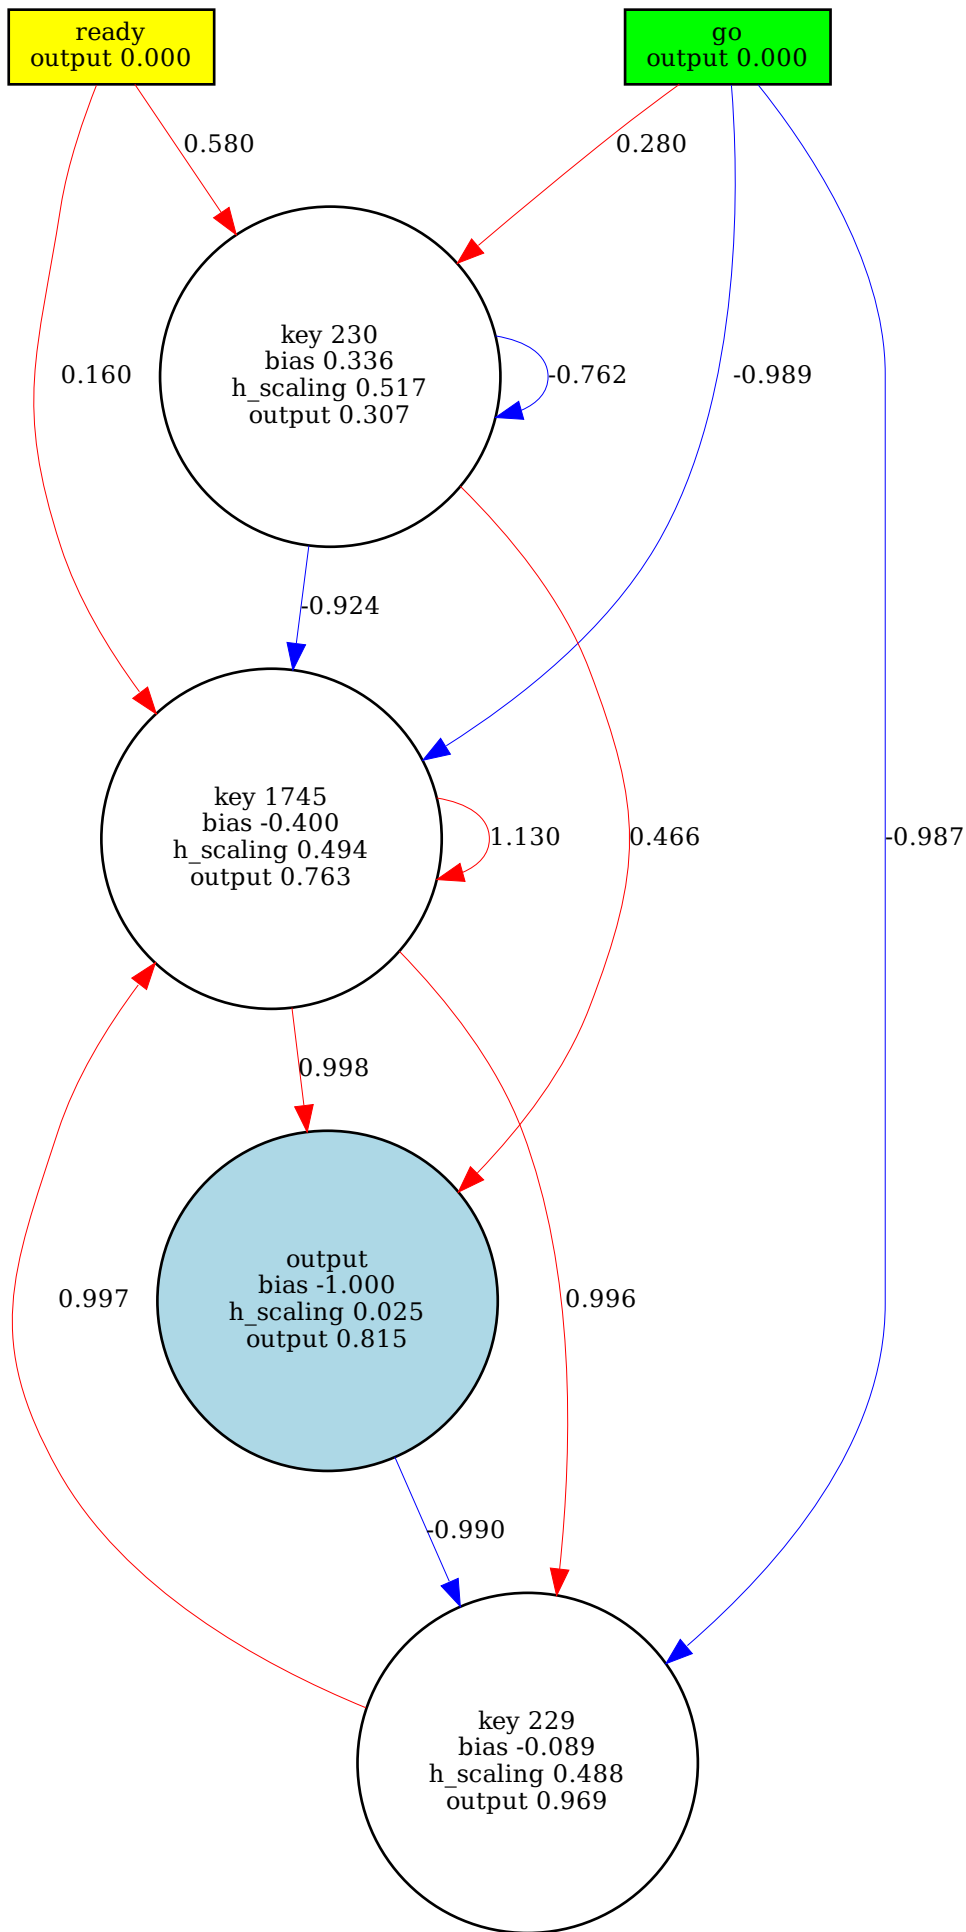 ready
output 0.000
go
output 0.000
0.580
0.280
key 230
bias 0.336
h_scaling 0.517
output 0.307
0.160
-0.762
-0.989
-0.924
key 1745
bias -0.400
h_scaling 0.494
output 0.763
1.130
0.466
-0.987
0.998
output
bias -1.000
h_scaling 0.025
output 0.815
0.997
0.996
-0.990
key 229
bias -0.089
h_scaling 0.488
output 0.969